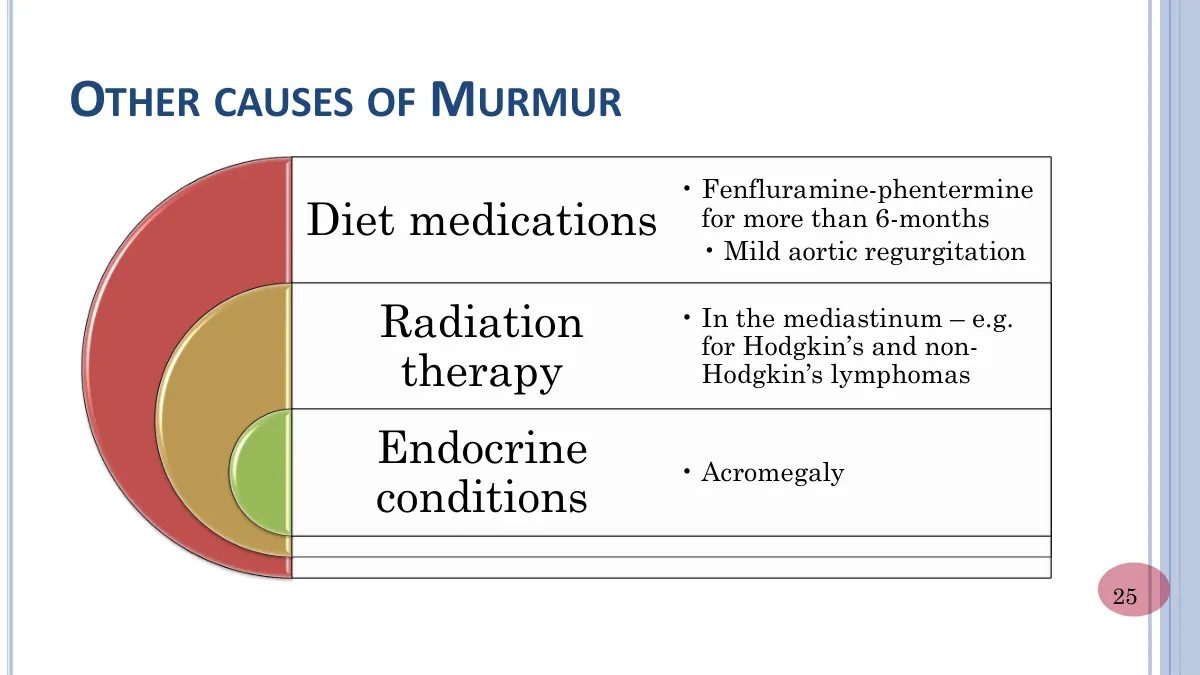 OTHER CAUSES OF MURMUR
Diet medications
• Fenfluramine-phentermine
for more than 6-months
• Mild aortic regurgitation
Radiation
therapy
• In the mediastinum – e.g.
for Hodgkin’s and non-
Hodgkin’s lymphomas
Endocrine
conditions
• Acromegaly
25